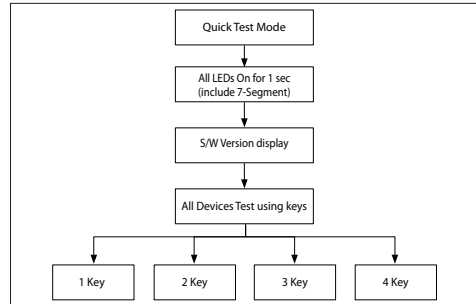 Quick Test Mode
All LEDs On for 1 sec
(include 7-Segment)
S/W Version display
All Devices Test using keys
1 Key
2 Key
3 Key
4 Key